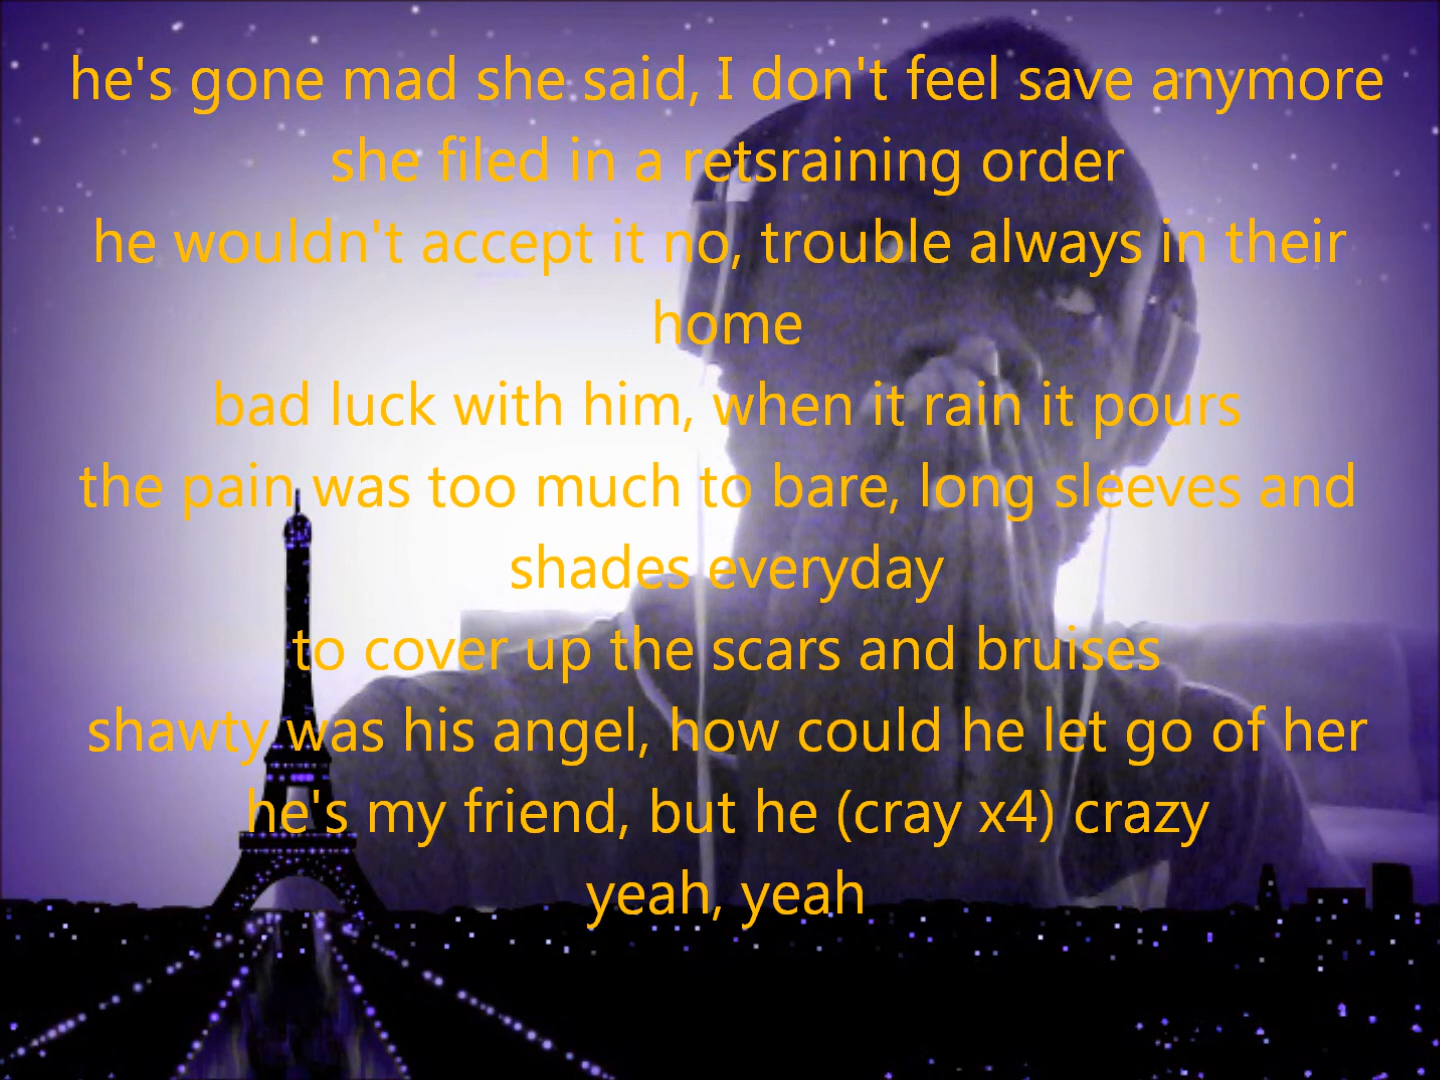 he's gone mad she said, I don't feel save anymore
she filed in a retsraining order
he wouldn't accept it no, trouble always in their
home
bad luck with him, when it rain it pours
the pain was too much to bare, long sleeves and
shades everyday
to cover up the scars and bruises
shawty was his angel, how could he let go of her
he's my friend, but he (cray x4) crazy
yeah, yeah